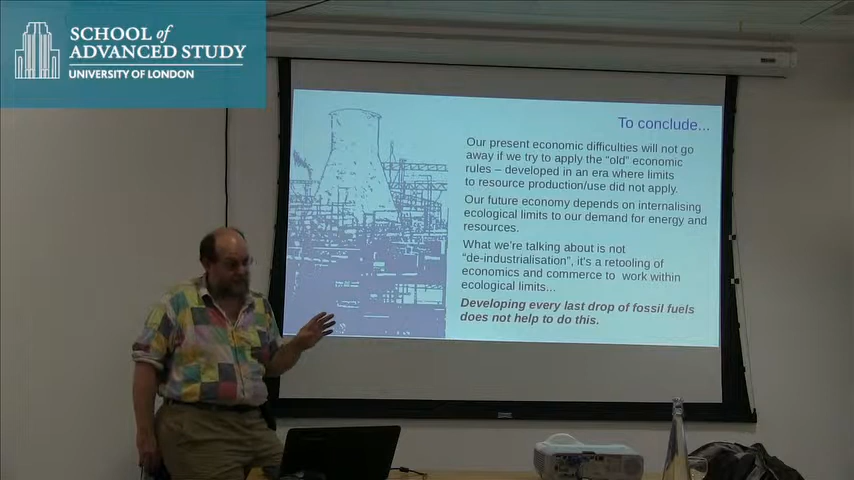 SCHOOL of
ADVANCED STUDY
UNIVERSITY OF LONDON
To conclude...
Our present economic difficulties will not go
away if we try to apply the "old" economic
rules – developed in an era where limits
to resource production/use did not apply.
Our future economy depends on internalising
ecological limits to our demand for energy and
resources.
What we're talking about is not
"de-industrialisation", it's a retooling of
economics and commerce to work within
ecological limits...
Developing every last drop of fossil fuels
does not help to do this.